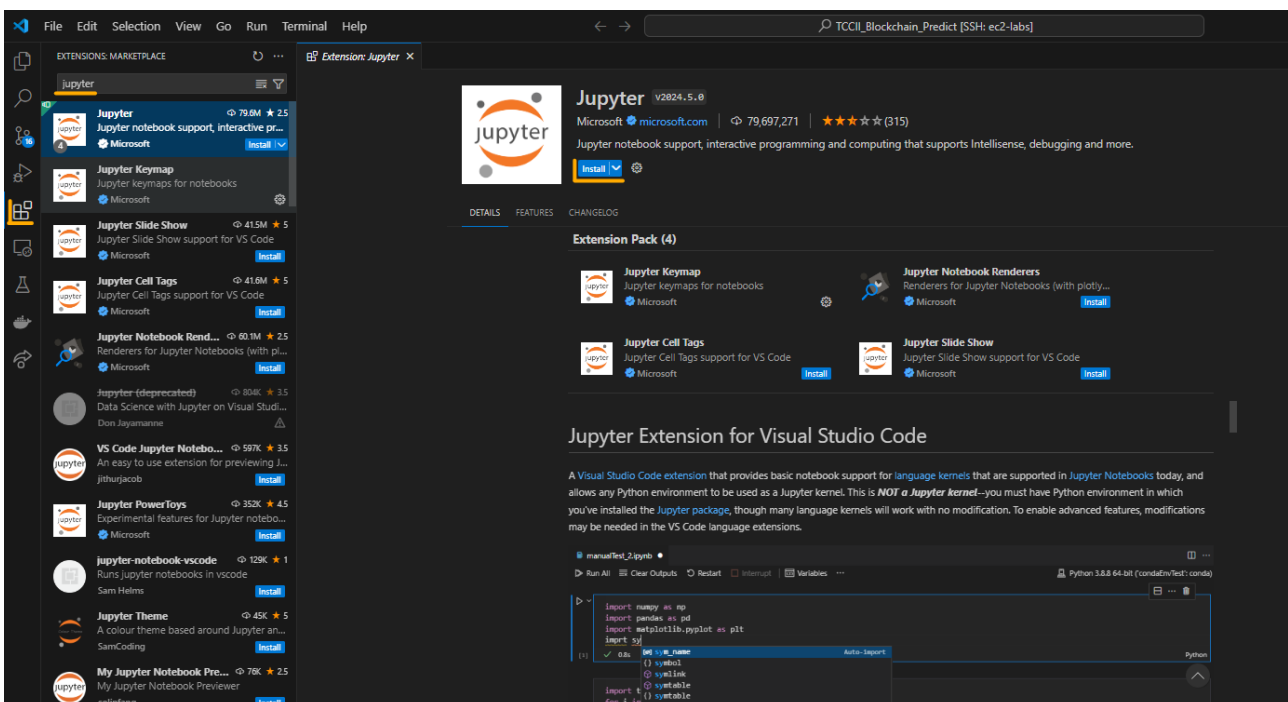 File Edit Selection View Go Run Terminal Help
TCCII_Blockchain_Predict [SSH: ec2-labs]
EXTENSIONS: MARKETPLACE
jupyter
Jupyter 79.6M 2.5
Jupyter notebook support, interactive pr...
Microsoft Install
4
Jupyter Keymap
Jupyter keymaps for notebooks
Microsoft
16
Jupyter Slide Show 41.5M 5
Jupyter Slide Show support for VS Code
Microsoft Install
Jupyter Cell Tags 41.6M 5
Jupyter Cell Tags support for VS Code
Microsoft Install
Jupyter Notebook Rend... 60.1M 2.5
Renderers for Jupyter Notebooks (with pl...
Microsoft Install
Jupyter (deprecated) 804K 3.5
Data Science with Jupyter on Visual Studi...
Don Jayamanne
VS Code Jupyter Notebo... 597K 3.5
An easy to use extension for previewing J...
jithurjacob Install
Jupyter PowerToys 352K 4.5
Experimental features for Jupyter notebo...
Microsoft Install
jupyter-notebook-vscode 129K 1
Runs jupyter notebooks in vscode
Sam Helms Install
Jupyter Theme 45K 5
A colour theme based around Jupyter an...
SamCoding Install
My Jupyter Notebook Pre... 76K 2.5
My Jupyter Notebook Previewer
Extension: Jupyter
jupyter
Jupyter v2024.5.0
Microsoft microsoft.com 79,697,271 (315)
Jupyter notebook support, interactive programming and computing that supports Intellisense, debugging and more.
Install
DETAILS FEATURES CHANGELOG
Extension Pack (4)
Jupyter Keymap
Jupyter keymaps for notebooks
Microsoft
Jupyter Notebook Renderers
Renderers for Jupyter Notebooks (with plotly...
Microsoft Install
Jupyter Cell Tags
Jupyter Cell Tags support for VS Code
Microsoft Install
Jupyter Slide Show
Jupyter Slide Show support for VS Code
Microsoft Install
Jupyter Extension for Visual Studio Code
A Visual Studio Code extension that provides basic notebook support for language kernels that are supported in Jupyter Notebooks today, and
allows any Python environment to be used as a Jupyter kernel. This is NOT a Jupyter kernel--you must have Python environment in which
you've installed the Jupyter package, though many language kernels will work with no modification. To enable advanced features, modifications
may be needed in the VS Code language extensions.
manualTest_2.ipynb
Run All Clear Outputs Restart Interrupt Variables Python 3.8.8 64-bit ('condaEnvTest': conda)
import numpy as np
import pandas as pd
import matplotlib.pyplot as plt
imprt sy
[1] 0.8s sym_name Auto-import Python
symbol
symlink
import t symtable
symtable